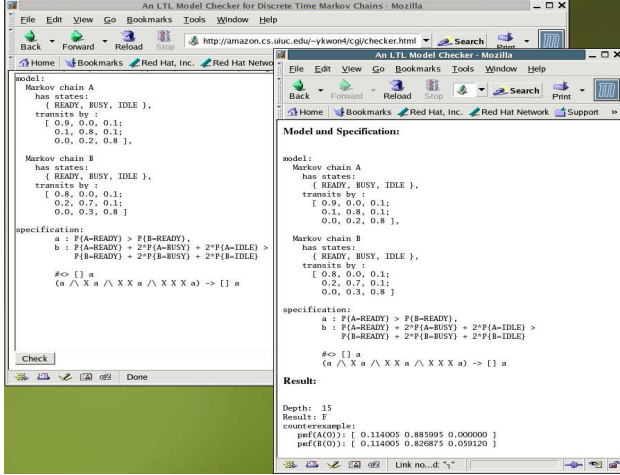 An LTL Model Checker for Discrete Time Markov Chains - Mozilla
File Edit View Go Bookmarks Tools Window Help
Back Forward Reload Stop http://amazon.cs.uiuc.edu/~ykwon4/cgi/checker.html Search Print
Home Bookmarks Red Hat, Inc. Red Hat Netwo
model:
Markov chain A
has states:
{ READY, BUSY, IDLE },
transits by :
[ 0.9, 0.0, 0.1;
0.1, 0.8, 0.1;
0.0, 0.2, 0.8 ],
Markov chain B
has states:
{ READY, BUSY, IDLE },
transits by :
[ 0.8, 0.0, 0.1;
0.2, 0.7, 0.1;
0.0, 0.3, 0.8 ]
specification:
a : P{A=READY} > P{B=READY},
b : P{A=READY} + 2*P{A=BUSY} + 2*P{A=IDLE} >
P{B=READY} + 2*P{B=BUSY} + 2*P{B=IDLE}
#<> [] a
(a /\ X a /\ X X a /\ X X X a) -> [] a
Check
Done
An LTL Model Checker - Mozilla
File Edit View Go Bookmarks Tools Window Help
Back Forward Reload Stop Search Print
Home Bookmarks Red Hat, Inc. Red Hat Network Support »
Model and Specification:
model:
Markov chain A
has states:
{ READY, BUSY, IDLE },
transits by :
[ 0.9, 0.0, 0.1;
0.1, 0.8, 0.1;
0.0, 0.2, 0.8 ],
Markov chain B
has states:
{ READY, BUSY, IDLE },
transits by :
[ 0.8, 0.0, 0.1;
0.2, 0.7, 0.1;
0.0, 0.3, 0.8 ]
specification:
a : P{A=READY} > P{B=READY},
b : P{A=READY} + 2*P{A=BUSY} + 2*P{A=IDLE} >
P{B=READY} + 2*P{B=BUSY} + 2*P{B=IDLE}
#<> [] a
(a /\ X a /\ X X a /\ X X X a) -> [] a
Result:
Depth: 15
Result: F
counterexample:
pmf(A(0)): [ 0.114005 0.885995 0.000000 ]
pmf(B(0)): [ 0.114005 0.826875 0.059120 ]
Link no...d: "1"